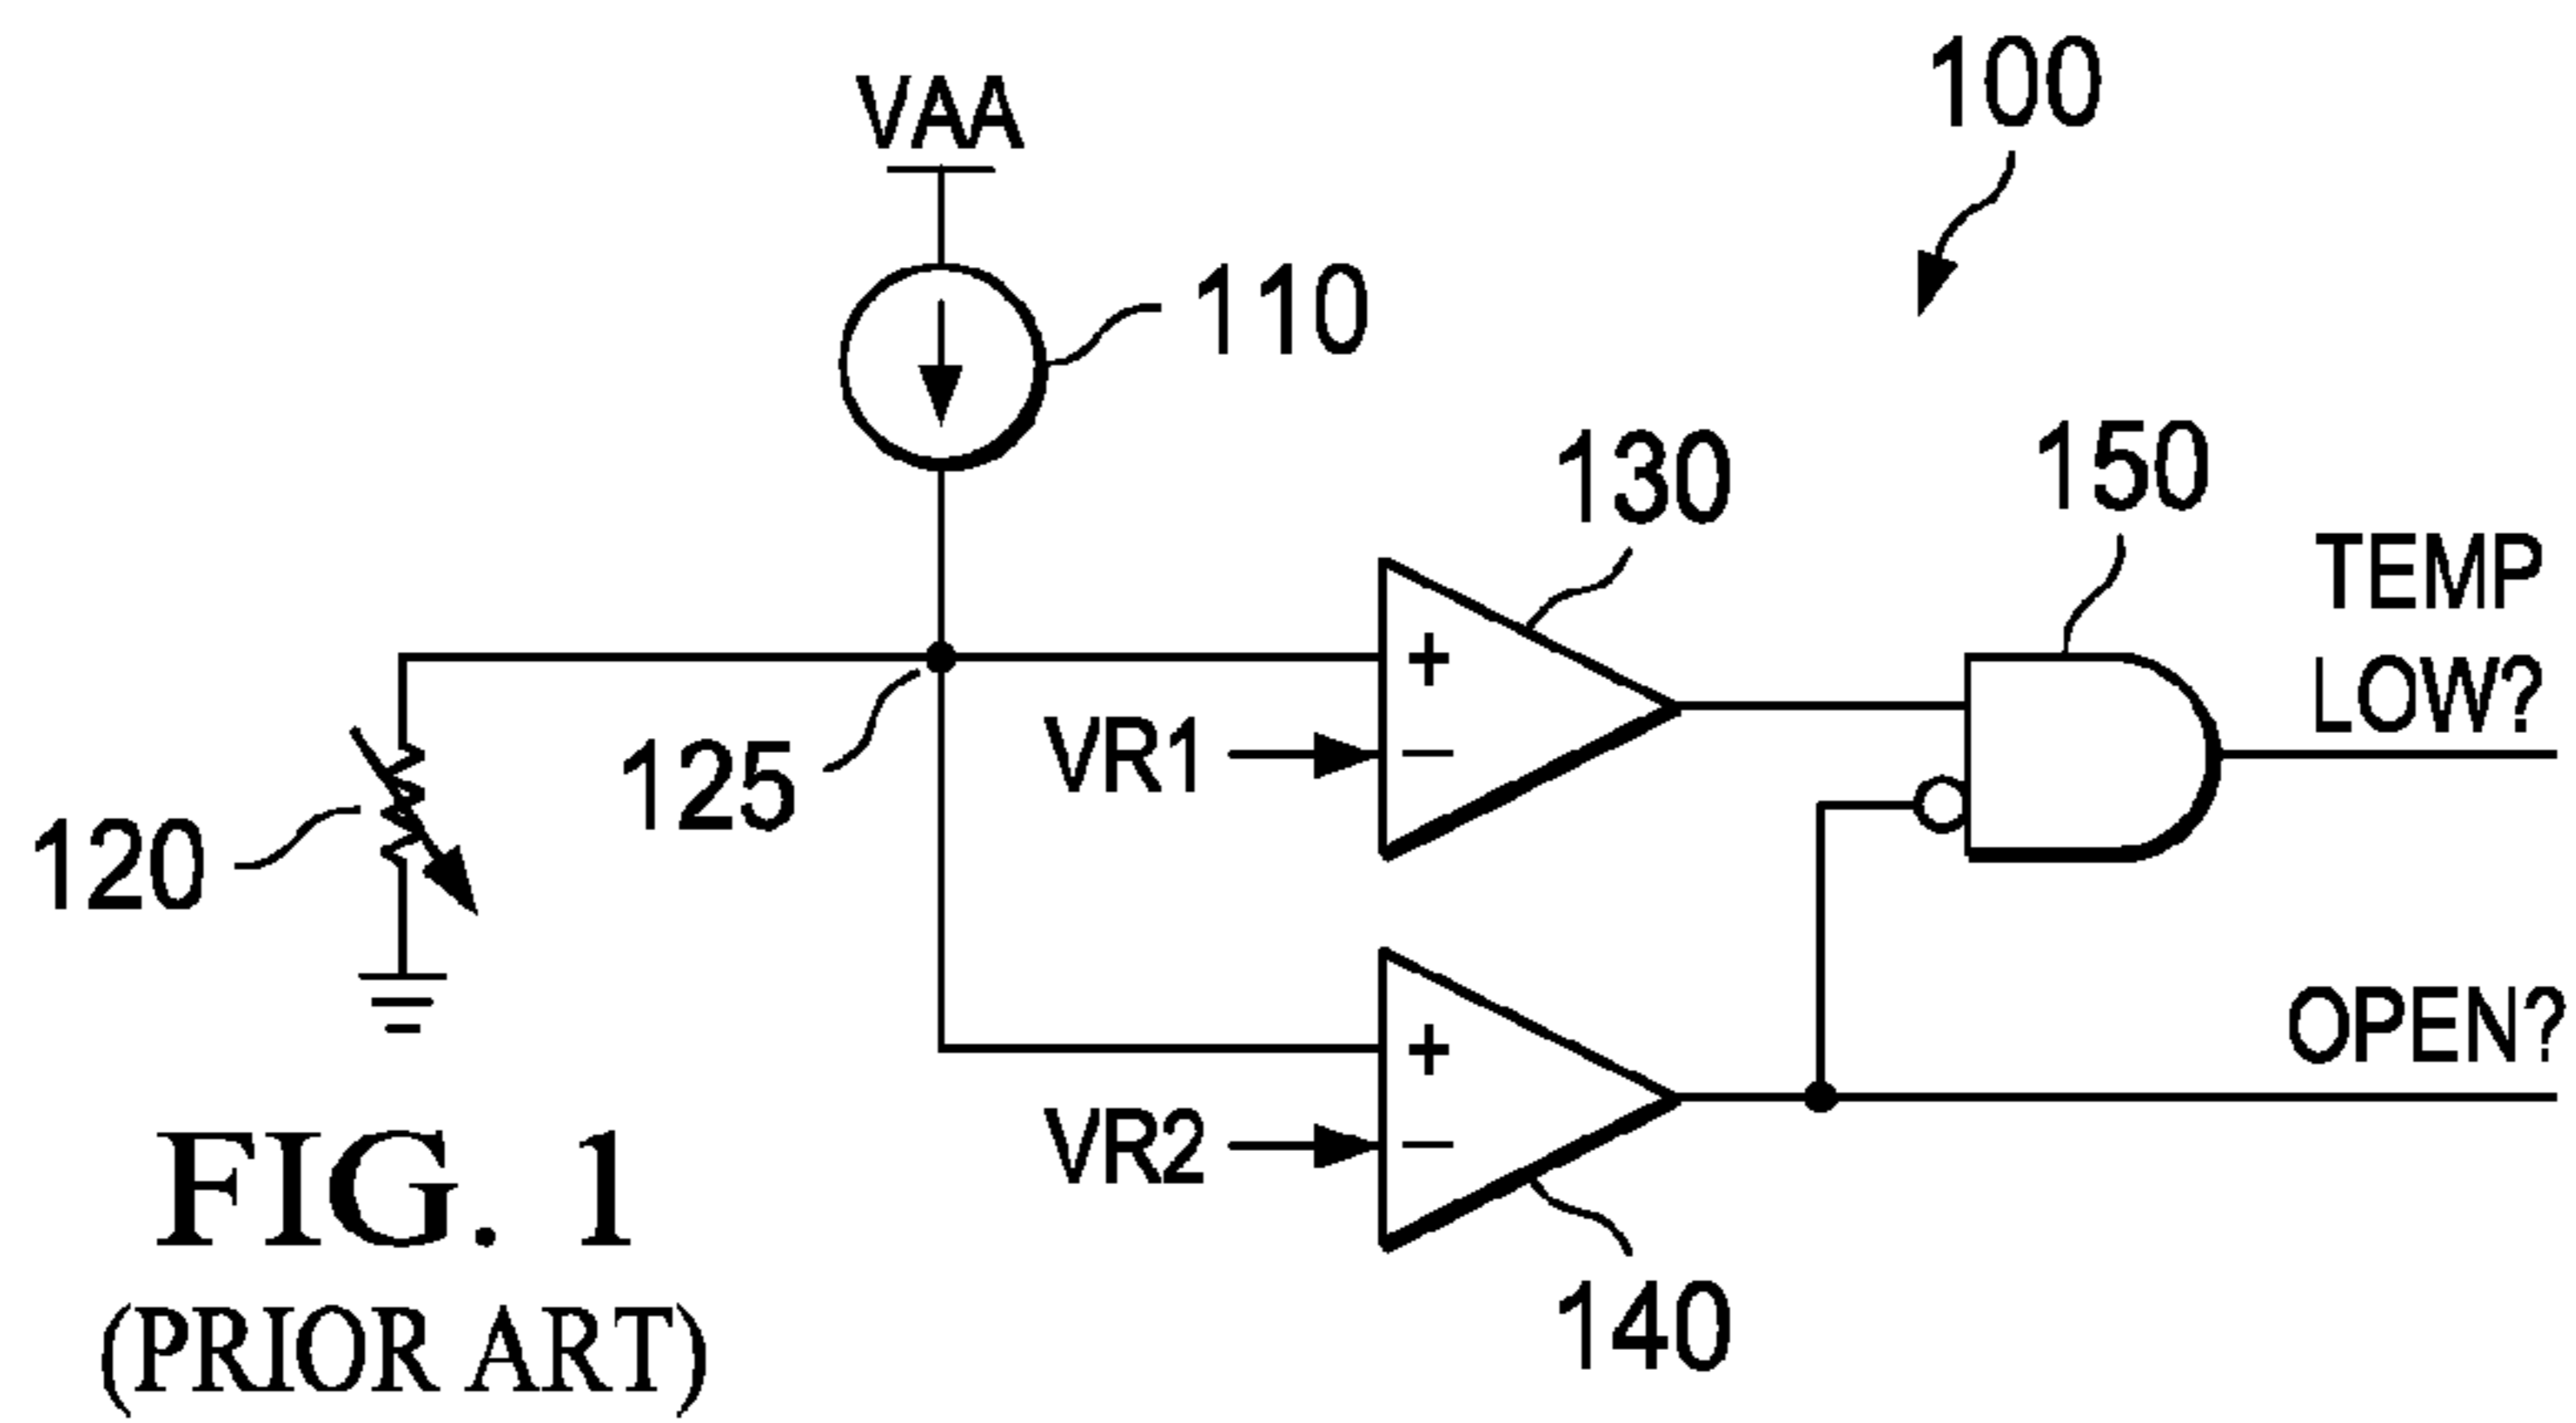 100
VAA
110
130
150
TEMP
LOW?
+
VR1
−
125
120
+
OPEN?
VR2
−
140
FIG. 1
(PRIOR ART)